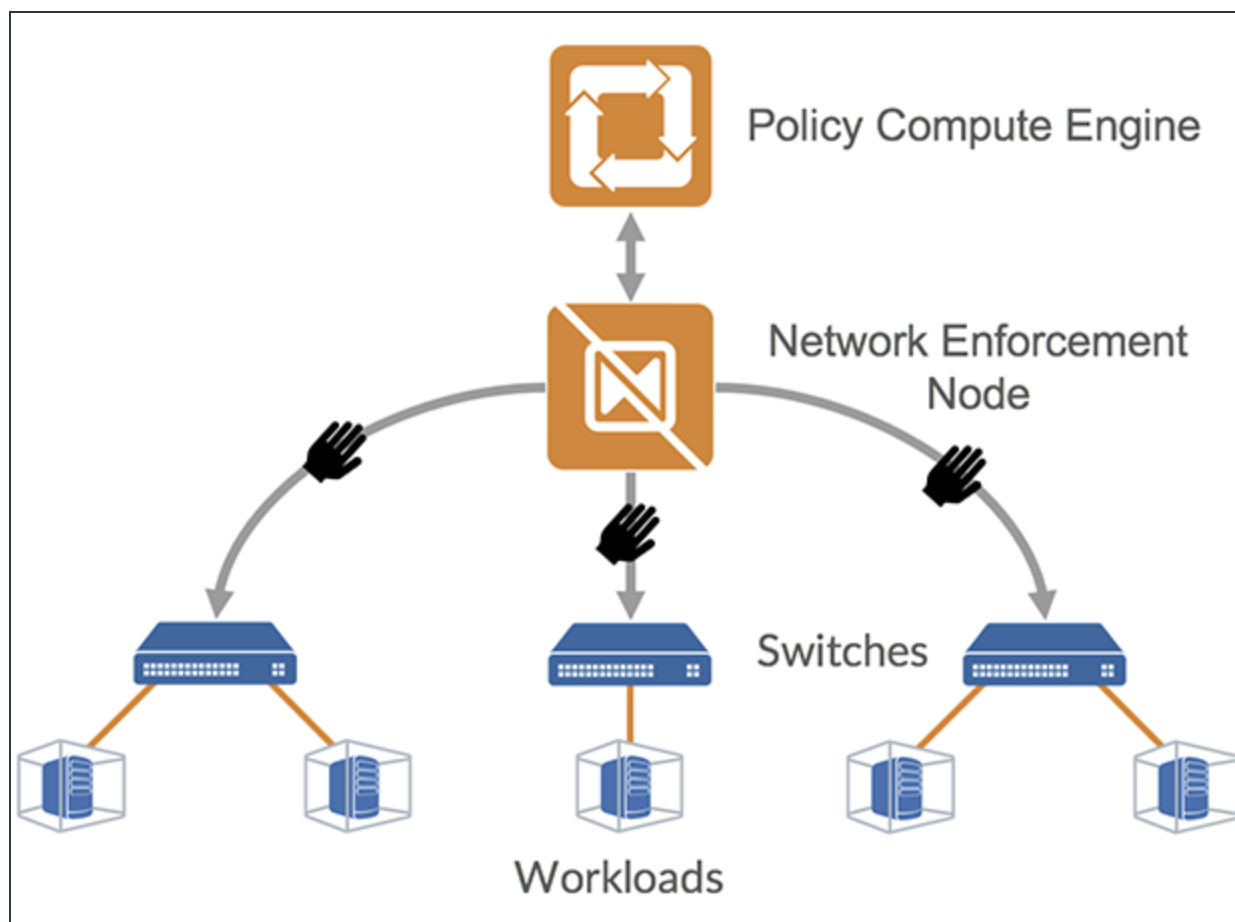 Policy Compute Engine
Network Enforcement
Node
Switches
Workloads